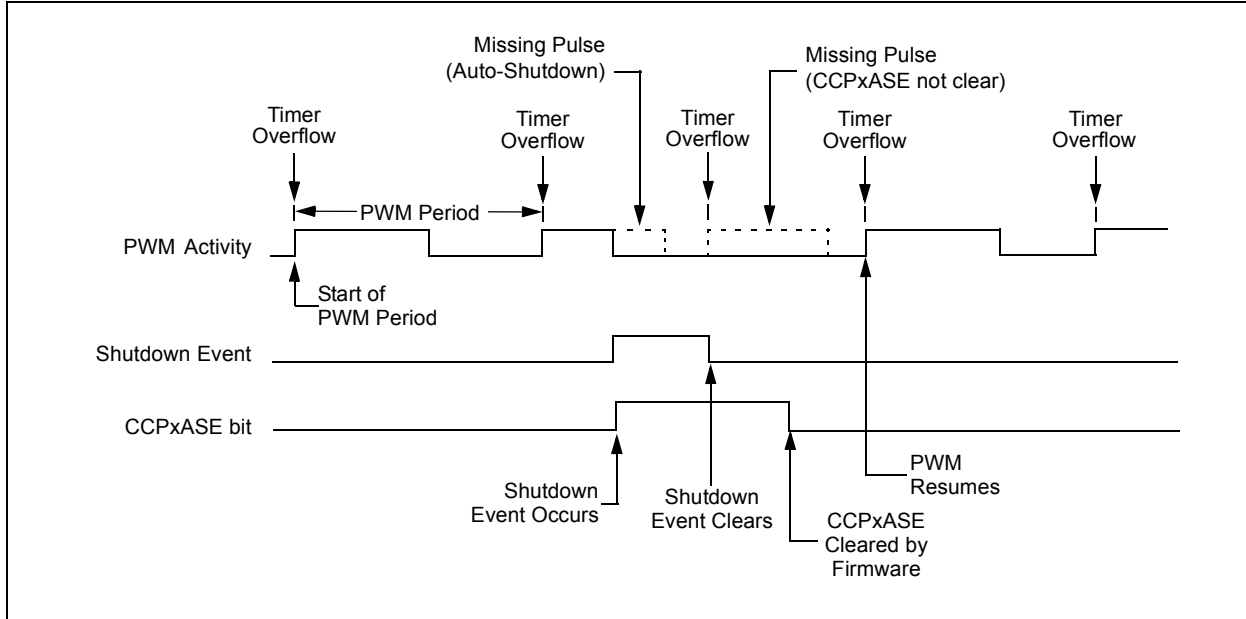 Missing Pulse
(Auto-Shutdown)
Missing Pulse
(CCPxASE not clear)
Timer
Overflow
Timer
Overflow
Timer
Overflow
Timer
Overflow
Timer
Overflow
PWM Period
PWM Activity
Start of
PWM Period
Shutdown Event
CCPxASE bit
Shutdown
Event Occurs
Shutdown
Event Clears
CCPxASE
Cleared by
Firmware
PWM
Resumes